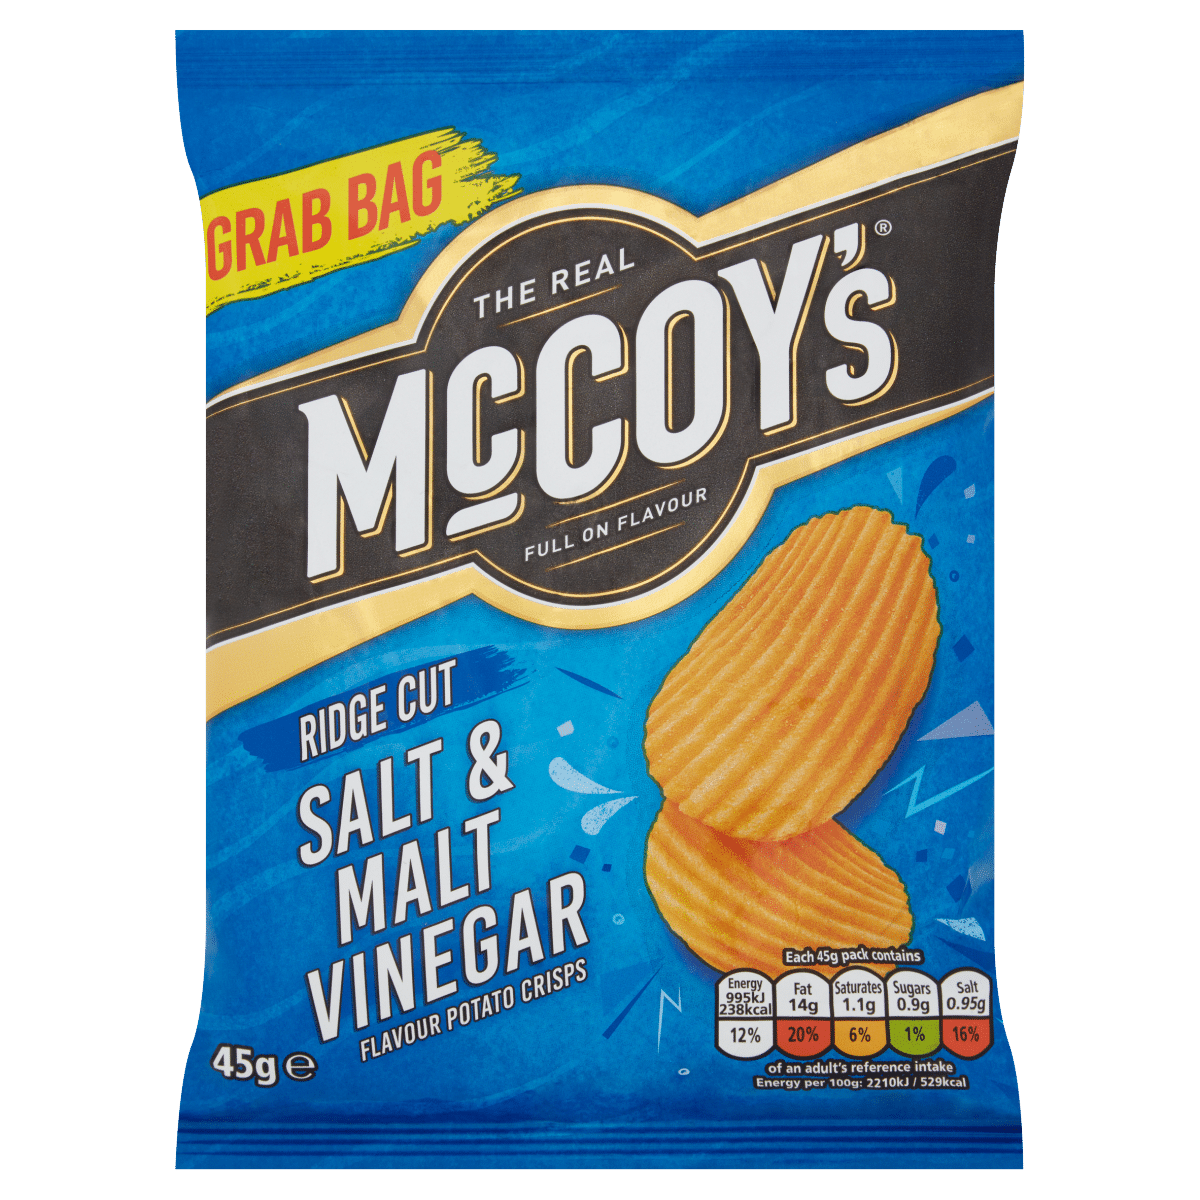 GRAB BAG
THE REAL
McCOY's®
FULL ON FLAVOUR
RIDGE CUT
SALT &
MALT
VINEGAR
FLAVOUR POTATO CRISPS
45g ℮
Each 45g pack contains
Energy 995kJ 238kcal 12%
Fat 14g 20%
Saturates 1.1g 6%
Sugars 0.9g 1%
Salt 0.95g 16%
of an adult's reference intake
Energy per 100g: 2210kJ / 529kcal